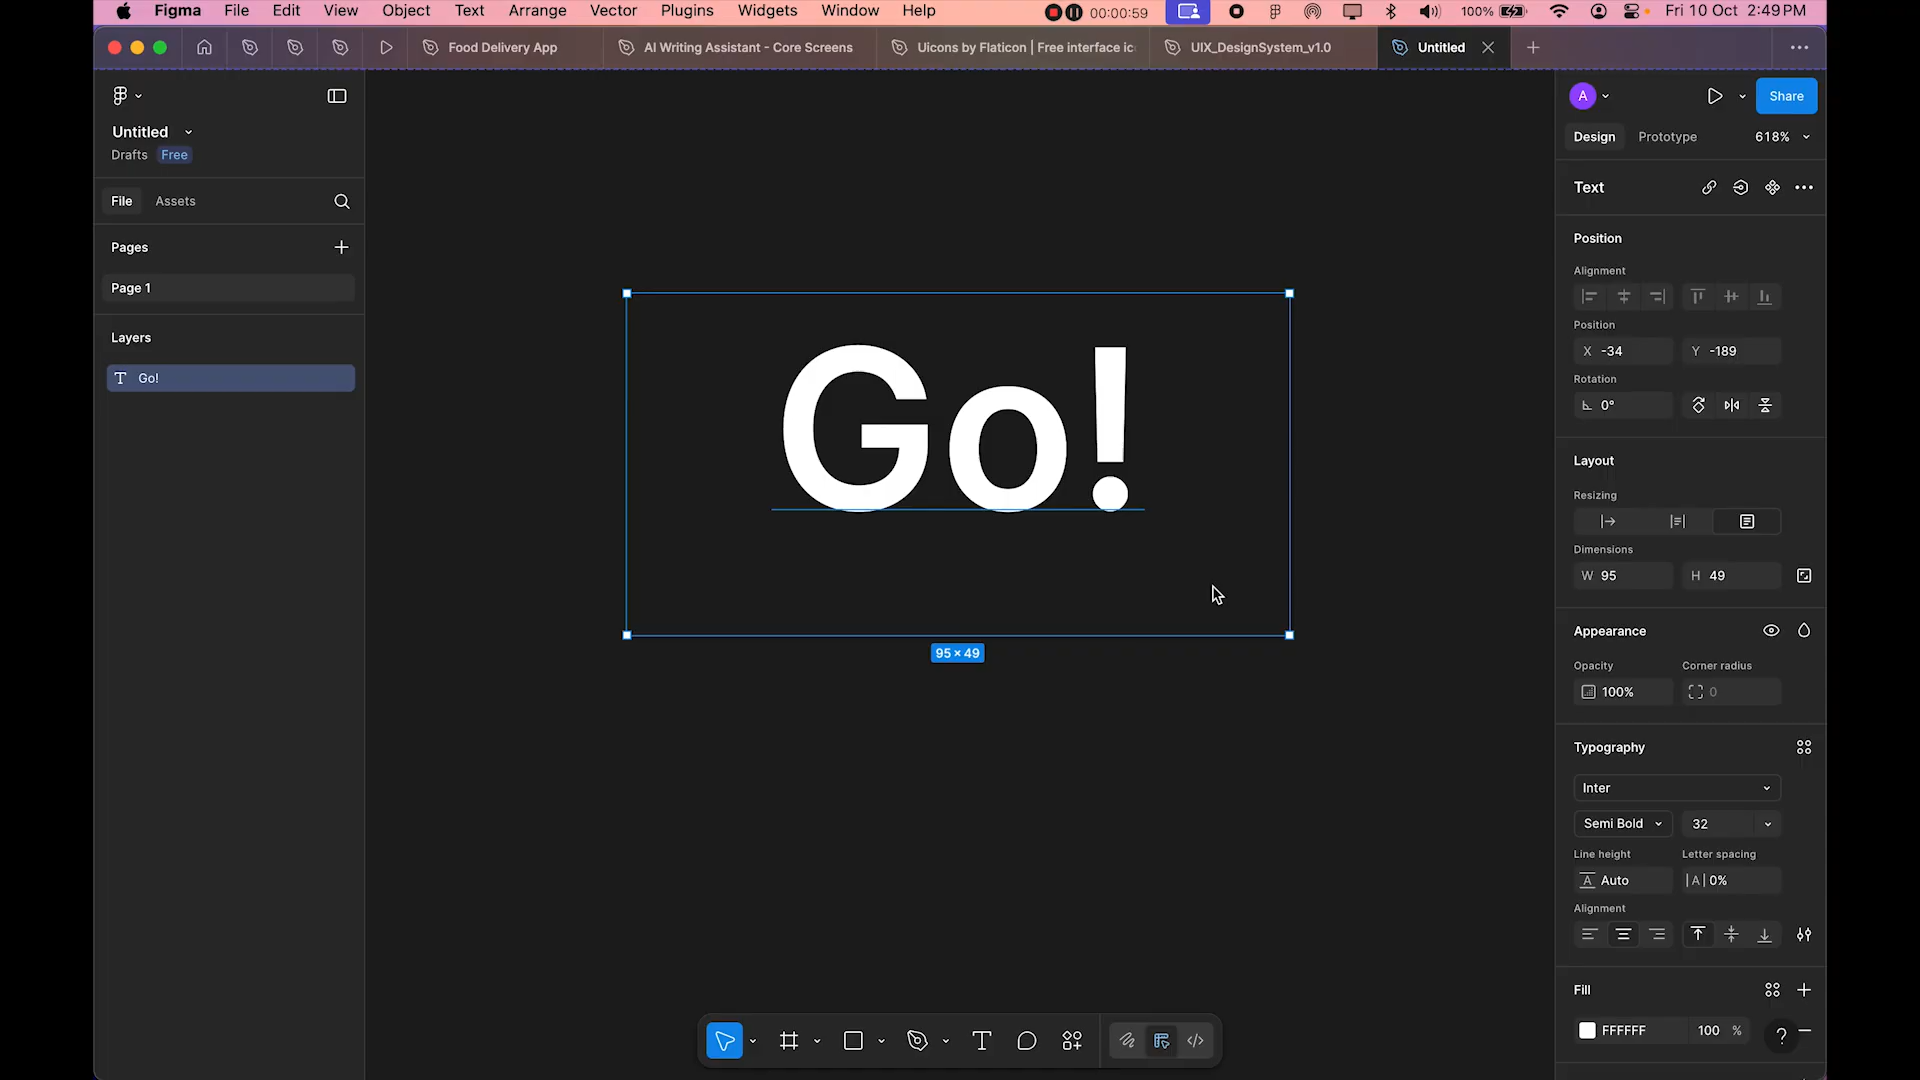 Figma File Edit View Object Text Arrange Vector Plugins Widgets Window Help 00:00:59 100% Fri 10 Oct 2:49 PM
Food Delivery App AI Writing Assistant - Core Screens Uicons by Flaticon | Free interface ic UIX_DesignSystem_v1.0 Untitled
Untitled
Drafts Free
File Assets
Pages
Page 1
Layers
T Go!
Go!
95 × 49
A Share
Design Prototype 618%
Text
Position
Alignment
Position
X -34 Y -189
Rotation
0°
Layout
Resizing
Dimensions
W 95 H 49
Appearance
Opacity Corner radius
100% 0
Typography
Inter
Semi Bold 32
Line height Letter spacing
A Auto |A| 0%
Alignment
Fill
FFFFFF 100 %
?